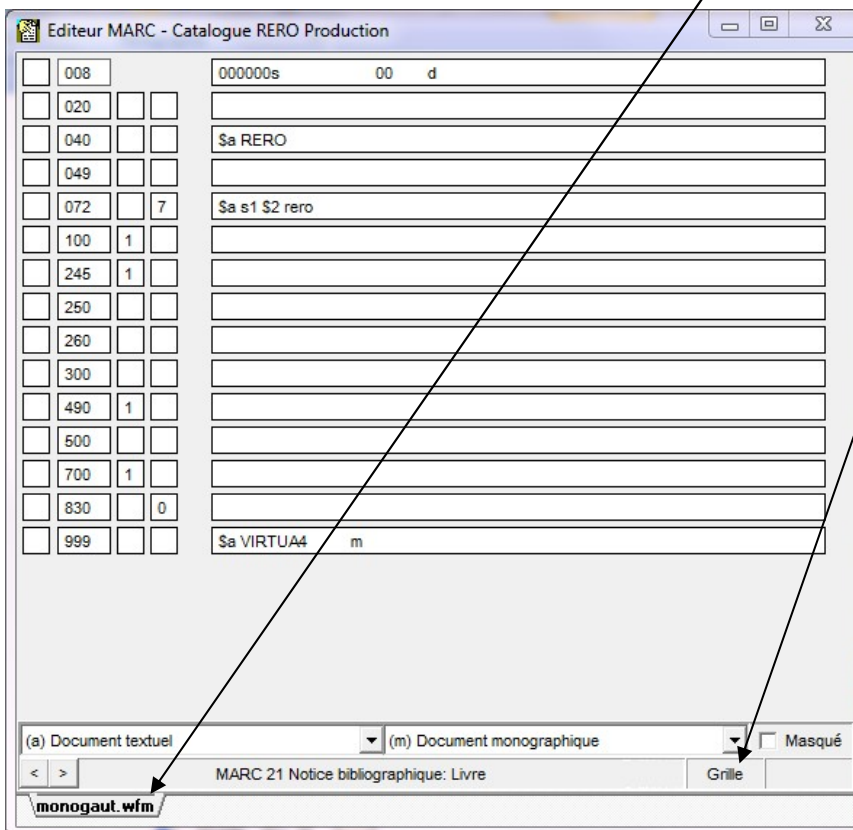 Editeur MARC - Catalogue RERO Production
008 000000s 00 d
020
040 $a RERO
049
072 7 $a s1 $2 rero
100 1
245 1
250
260
300
490 1
500
700 1
830 0
999 $a VIRTUA4 m
(a) Document textuel (m) Document monographique Masqué
< > MARC 21 Notice bibliographique: Livre Grille
monogaut.wfm